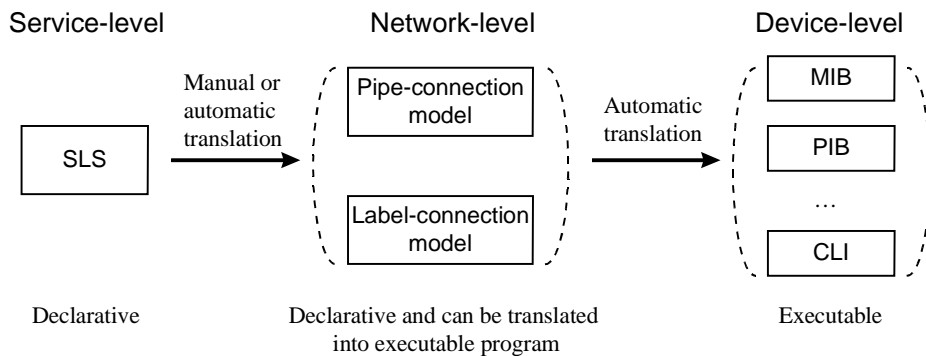 Service-level
Network-level
Device-level
Manual or
automatic
translation
Automatic
translation
SLS
Pipe-connection
model
Label-connection
model
MIB
PIB
...
CLI
Declarative
Declarative and can be translated
into executable program
Executable